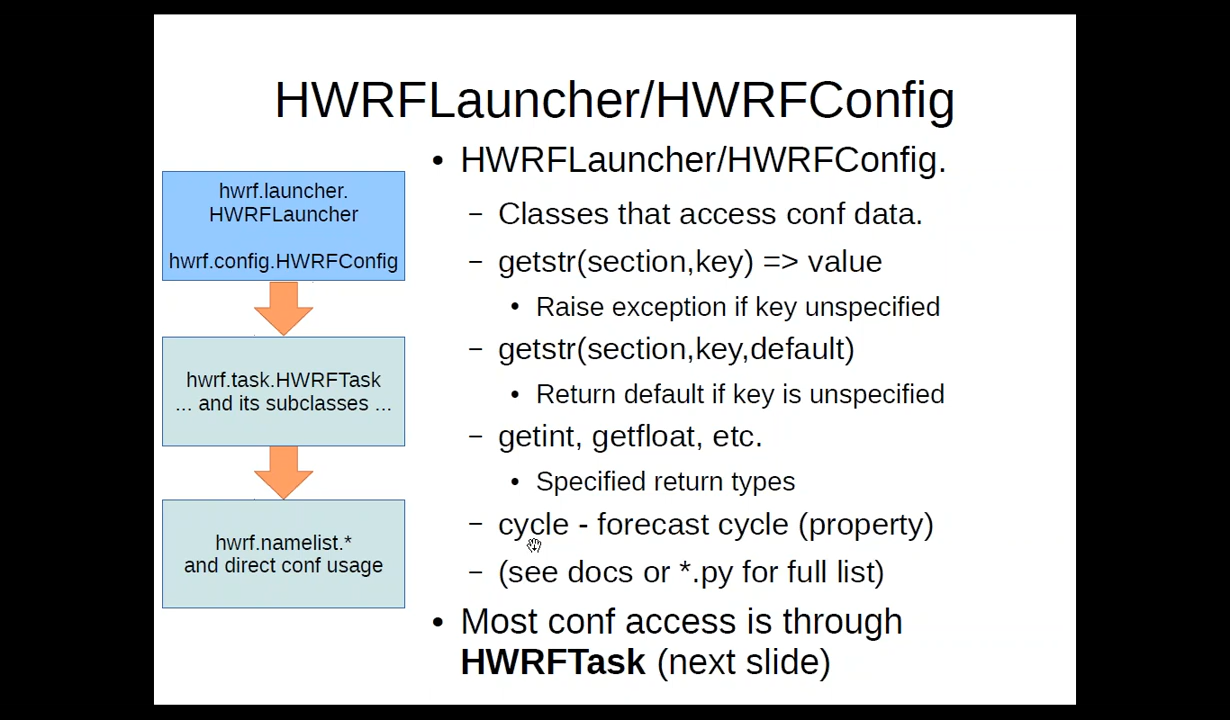 HWRFLauncher/HWRFConfig
hwrf.launcher.
HWRFLauncher
hwrf.config.HWRFConfig
hwrf.task.HWRFTask
... and its subclasses ...
hwrf.namelist.*
and direct conf usage
• HWRFLauncher/HWRFConfig.
– Classes that access conf data.
– getstr(section,key) => value
• Raise exception if key unspecified
– getstr(section,key,default)
• Return default if key is unspecified
– getint, getfloat, etc.
• Specified return types
– cycle - forecast cycle (property)
– (see docs or *.py for full list)
• Most conf access is through
HWRFTask (next slide)